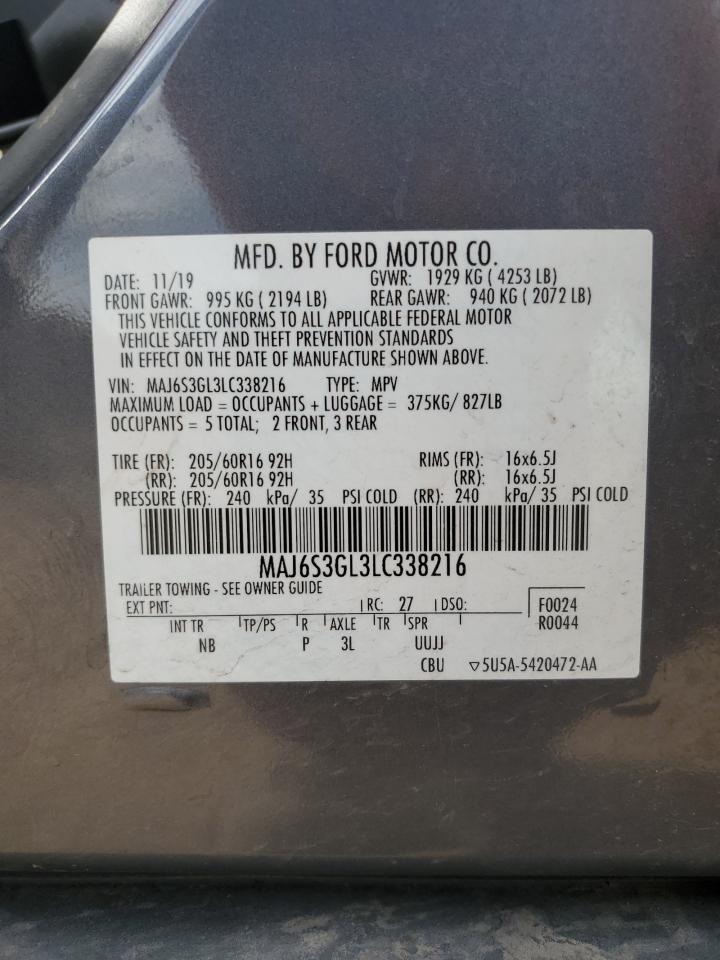 MFD. BY FORD MOTOR CO.
DATE: 11/19 GVWR: 1929 KG ( 4253 LB)
FRONT GAWR: 995 KG ( 2194 LB) REAR GAWR: 940 KG ( 2072 LB)
THIS VEHICLE CONFORMS TO ALL APPLICABLE FEDERAL MOTOR
VEHICLE SAFETY AND THEFT PREVENTION STANDARDS
IN EFFECT ON THE DATE OF MANUFACTURE SHOWN ABOVE.
VIN: MAJ6S3GL3LC338216 TYPE: MPV
MAXIMUM LOAD = OCCUPANTS + LUGGAGE = 375KG/ 827LB
OCCUPANTS = 5 TOTAL; 2 FRONT, 3 REAR
TIRE (FR): 205/60R16 92H RIMS (FR): 16x6.5J
(RR): 205/60R16 92H (RR): 16x6.5J
PRESSURE (FR): 240 kPa/ 35 PSI COLD (RR): 240 kPa/ 35 PSI COLD
MAJ6S3GL3LC338216
TRAILER TOWING - SEE OWNER GUIDE
EXT PNT: RC: 27 DSO: F0024
INT TR TP/PS R AXLE TR SPR R0044
NB P 3L UUJJ
CBU ▽5U5A-5420472-AA